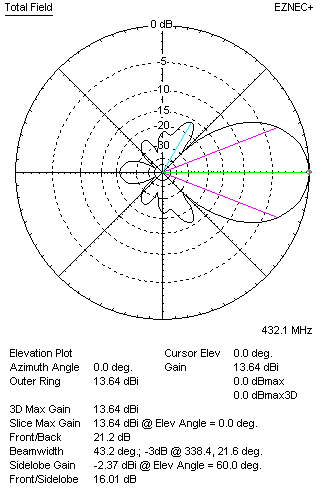 Total Field EZNEC+
0 dB
-5
-10
-15
-20
-30
432.1 MHz
Elevation Plot Cursor Elev 0.0 deg.
Azimuth Angle 0.0 deg. Gain 13.64 dBi
Outer Ring 13.64 dBi 0.0 dBmax
0.0 dBmax3D
3D Max Gain 13.64 dBi
Slice Max Gain 13.64 dBi @ Elev Angle = 0.0 deg.
Front/Back 21.2 dB
Beamwidth 43.2 deg.; -3dB @ 338.4, 21.6 deg.
Sidelobe Gain -2.37 dBi @ Elev Angle = 60.0 deg.
Front/Sidelobe 16.01 dB